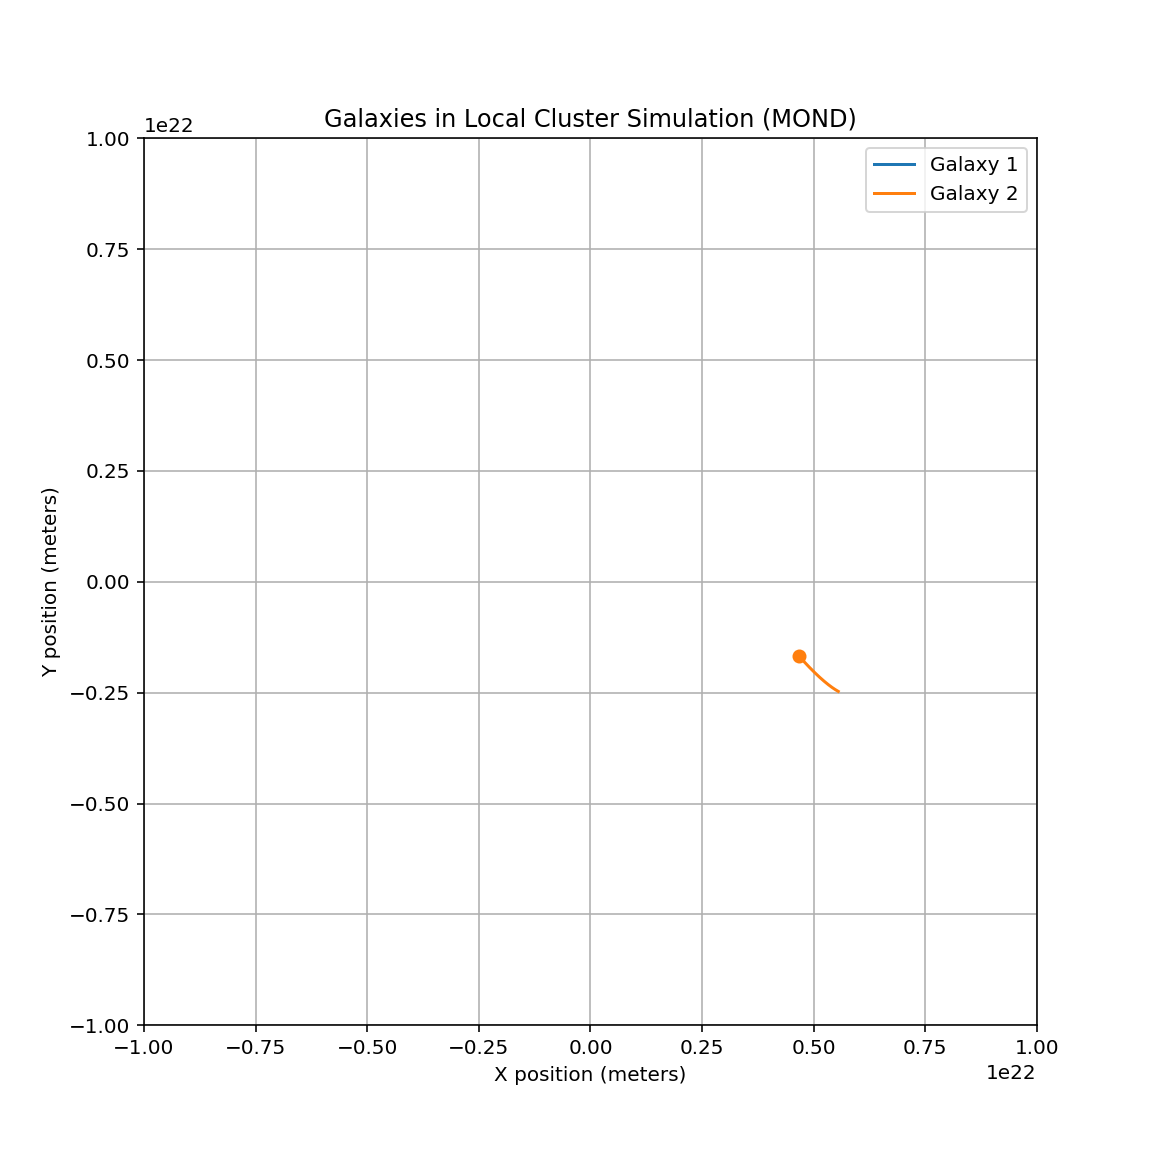 Galaxies in Local Cluster Simulation (MOND)
1e22
Galaxy 1
Galaxy 2
1.00
0.75
0.50
0.25
0.00
−0.25
−0.50
−0.75
−1.00
Y position (meters)
−1.00 −0.75 −0.50 −0.25 0.00 0.25 0.50 0.75 1.00
X position (meters)
1e22